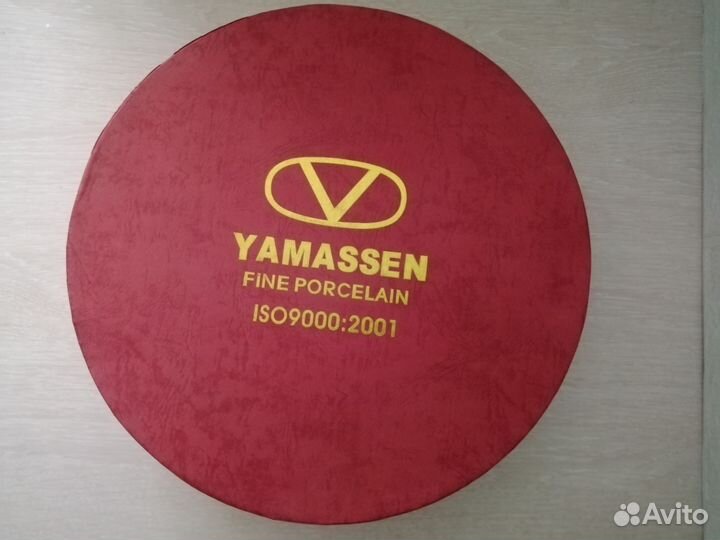 V
YAMASSEN
FiNE PORCELAIN
ISO9000:2001
Avito